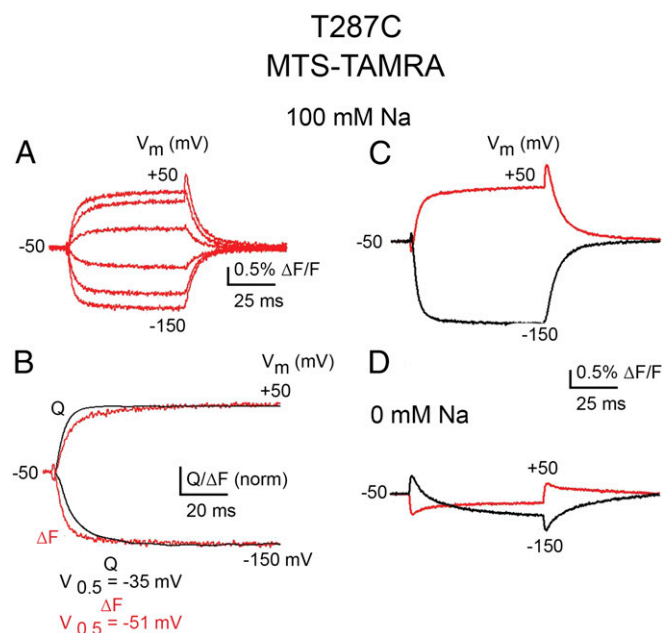 T287C
MTS-TAMRA
100 mM Na
A
Vm (mV)
+50
-50
0.5% ΔF/F
25 ms
-150
C
Vm (mV)
+50
-50
-150
B
Vm (mV)
+50
Q
-50
Q/ΔF (norm)
20 ms
ΔF
-150 mV
Q
V 0.5 = -35 mV
ΔF
V 0.5 = -51 mV
D
0.5% ΔF/F
25 ms
0 mM Na
+50
-50
-150